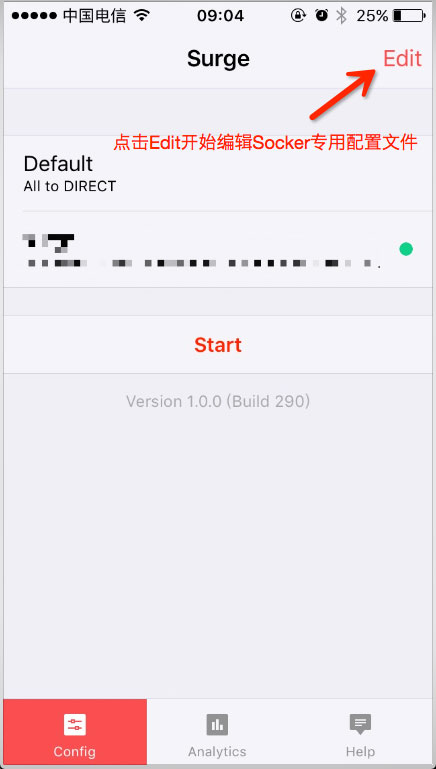 中国电信 09:04 25%
Surge Edit
点击Edit开始编辑Socker专用配置文件
Default
All to DIRECT
Start
Version 1.0.0 (Build 290)
Config Analytics Help